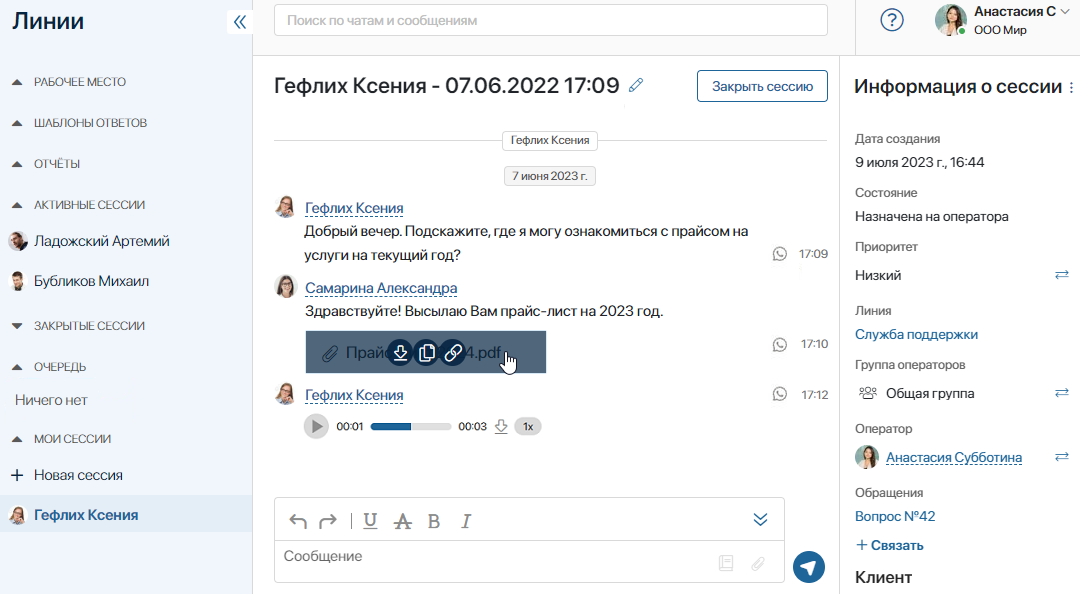 Линии
РАБОЧЕЕ МЕСТО
ШАБЛОНЫ ОТВЕТОВ
ОТЧЁТЫ
АКТИВНЫЕ СЕССИИ
Ладожский Артемий
Бубликов Михаил
ЗАКРЫТЫЕ СЕССИИ
ОЧЕРЕДЬ
Ничего нет
МОИ СЕССИИ
+ Новая сессия
Гефлих Ксения
Поиск по чатам и сообщениям
?
Анастасия С
ООО Мир
Гефлих Ксения - 07.06.2022 17:09
Закрыть сессию
Гефлих Ксения
7 июня 2023 г.
Гефлих Ксения
Добрый вечер. Подскажите, где я могу ознакомиться с прайсом на
услуги на текущий год?
17:09
Самарина Александра
Здравствуйте! Высылаю Вам прайс-лист на 2023 год.
4.pdf
17:10
Гефлих Ксения
17:12
00:01
00:03
1x
U A B I
Сообщение
Информация о сессии
Дата создания
9 июля 2023 г., 16:44
Состояние
Назначена на оператора
Приоритет
Низкий
Линия
Служба поддержки
Группа операторов
Общая группа
Оператор
Анастасия Субботина
Обращения
Вопрос №42
+ Связать
Клиент